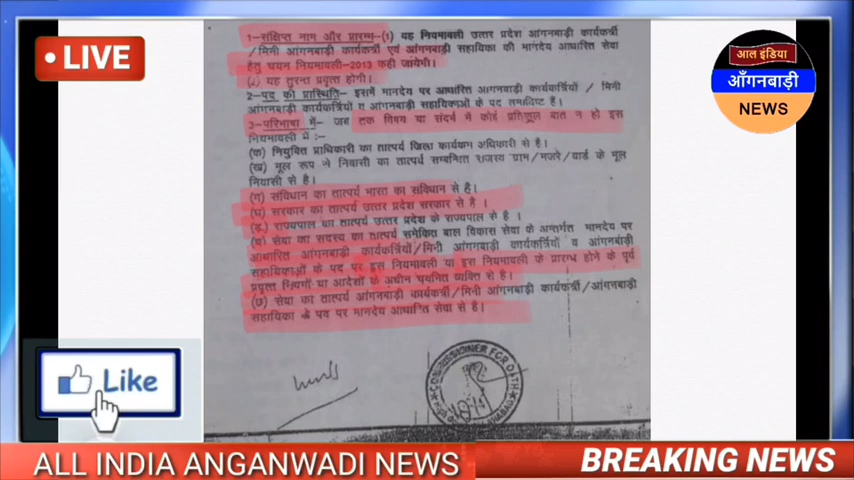 LIVE
आल इंडिया
आँगनबाड़ी
NEWS
1-संक्षिप्त नाम और प्रारम्भ-(1) यह नियमावली उत्तर प्रदेश आंगनबाड़ी कार्यकर्त्री
/मिनी आंगनबाड़ी कार्यकर्त्री एवं आंगनबाड़ी सहायिका की मानदेय आधारित सेवा
हेतु चयन नियमावली-2013 कही जायेगी।
(2) यह तुरन्त प्रवृत्त होगी।
2-पद की प्रास्थिति- इसमें मानदेय पर आधारित आंगनबाड़ी कार्यकर्त्रियों / मिनी
आंगनबाड़ी कार्यकर्त्रियों व आंगनबाड़ी सहायिकाओं के पद समाविष्ट हैं।
3-परिभाषा में- जब तक विषय या संदर्भ में कोई प्रतिकूल बात न हो इस
नियमावली में:-
(क) नियुक्ति प्राधिकारी का तात्पर्य जिला कार्यक्रम अधिकारी से है।
(ख) मूल रूप से निवासी का तात्पर्य सम्बन्धित राजस्व ग्राम/मजरे/वार्ड के मूल
निवासी से है।
(ग) संविधान का तात्पर्य भारत का संविधान से है।
(घ) सरकार का तात्पर्य उत्तर प्रदेश सरकार से है।
(ड.) राज्यपाल का तात्पर्य उत्तर प्रदेश के राज्यपाल से है।
(च) सेवा का सदस्य का तात्पर्य समेकित बाल विकास सेवा के अन्तर्गत मानदेय पर
आधारित आंगनबाड़ी कार्यकर्त्रियों/मिनी आंगनबाड़ी कार्यकर्त्रियों व आंगनबाड़ी
सहायिकाओं के पद पर इस नियमावली या इस नियमावली के प्रारम्भ होने के पूर्व
प्रवृत्त नियमों या आदेशों के अधीन चयनित व्यक्ति से है।
(छ) सेवा का तात्पर्य आंगनबाड़ी कार्यकर्त्री/मिनी आंगनबाड़ी कार्यकर्त्री/आंगनबाड़ी
सहायिका के पद पर मानदेय आधारित सेवा से है।
COMMISSIONER FOR OATH
Like
ALL INDIA ANGANWADI NEWS
BREAKING NEWS